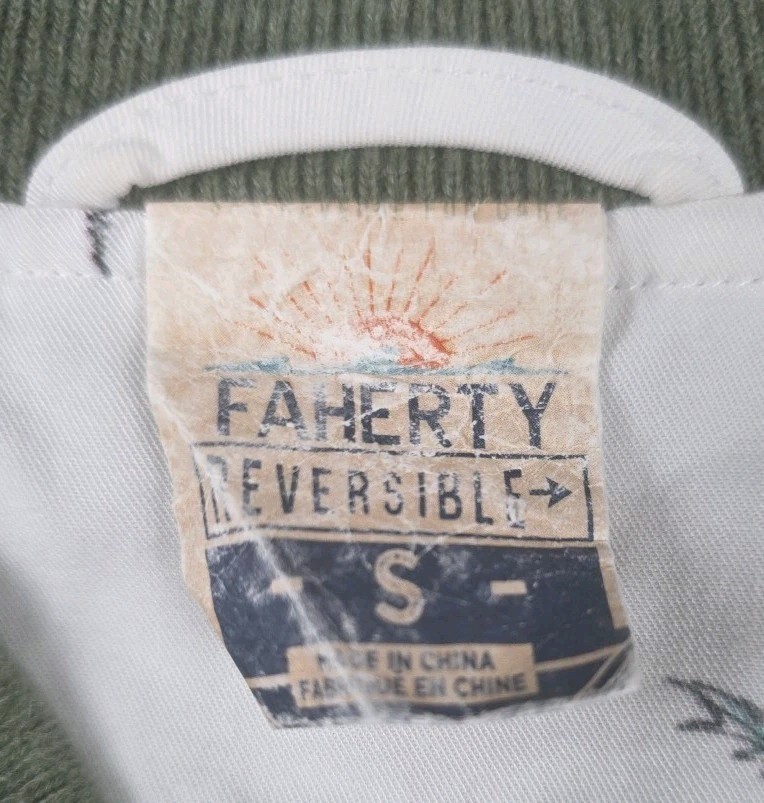 FAHERTY
REVERSIBLE →
- S -
MADE IN CHINA
FABRIQUE EN CHINE